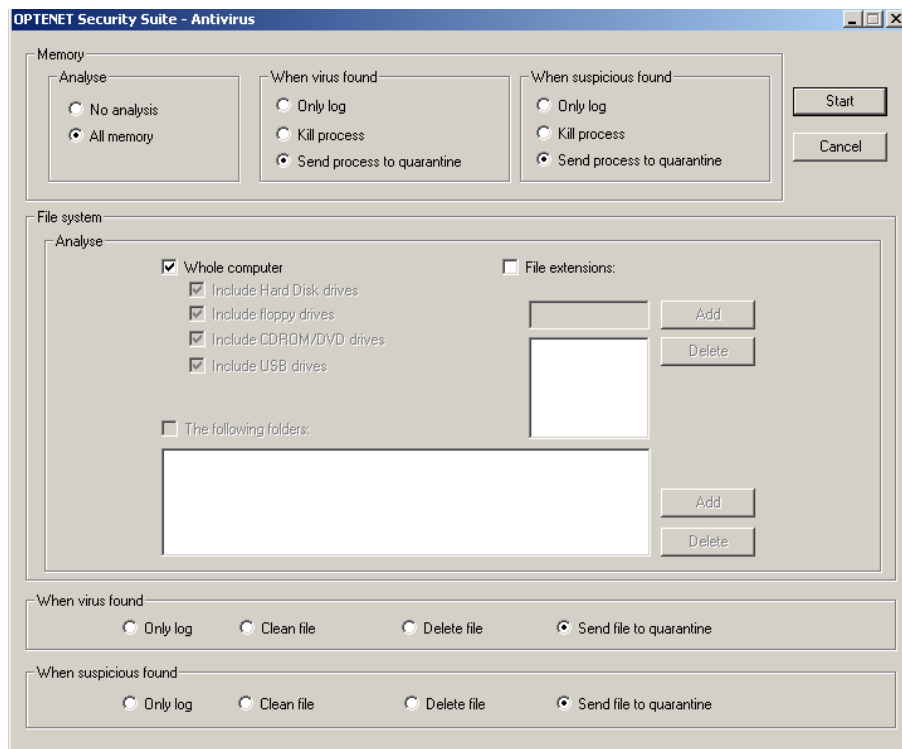 OPTENET Security Suite - Antivirus
Memory
Analyse
No analysis
All memory
When virus found
Only log
Kill process
Send process to quarantine
When suspicious found
Only log
Kill process
Send process to quarantine
Start
Cancel
File system
Analyse
Whole computer
Include Hard Disk drives
Include floppy drives
Include CDROM/DVD drives
Include USB drives
File extensions:
Add
Delete
The following folders:
Add
Delete
When virus found
Only log Clean file Delete file Send file to quarantine
When suspicious found
Only log Clean file Delete file Send file to quarantine